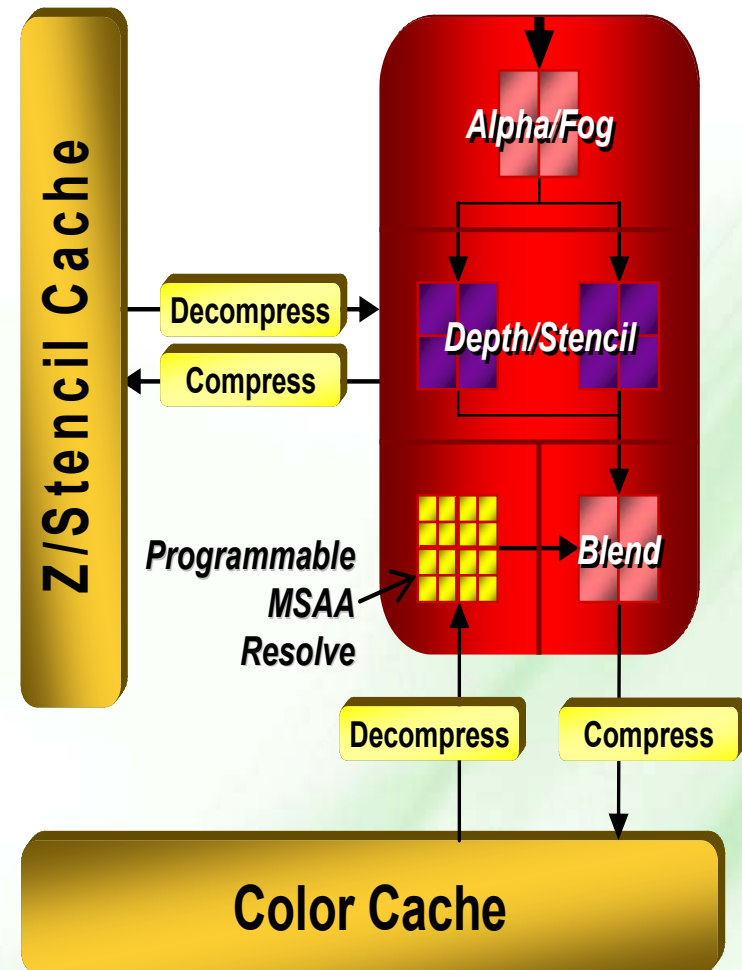 Alpha/Fog
Z/Stencil Cache
Decompress
Depth/Stencil
Compress
Programmable
MSAA
Resolve
Blend
Decompress
Compress
Color Cache